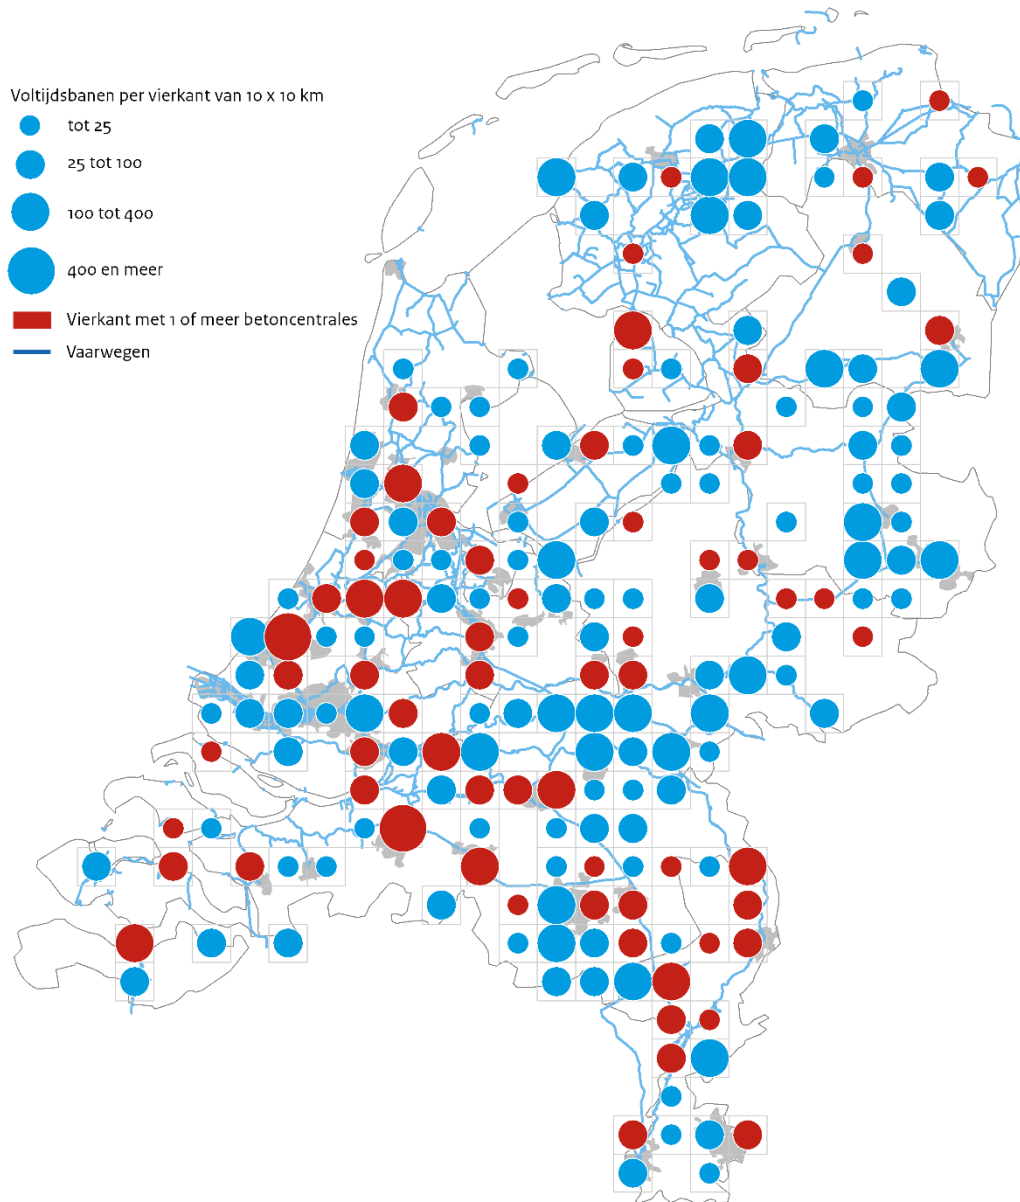 Voltijdsbanen per vierkant van 10 x 10 km
tot 25
25 tot 100
100 tot 400
400 en meer
Vierkant met 1 of meer betoncentrales
Vaarwegen